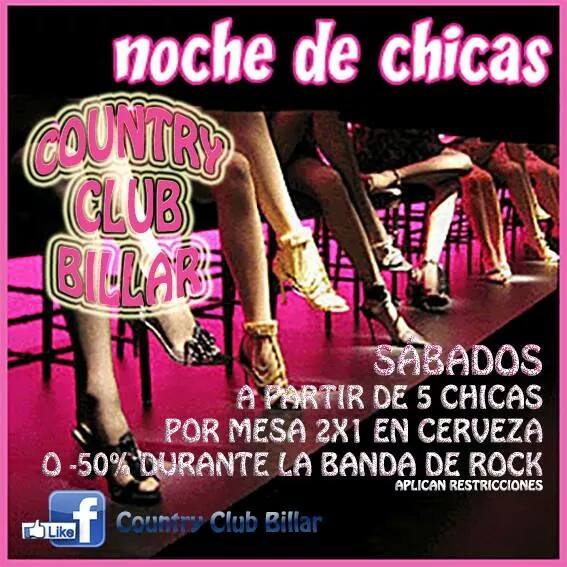 noche de chicas
COUNTRY
CLUB
BILLAR
SÁBADOS
A PARTIR DE 5 CHICAS
POR MESA 2X1 EN CERVEZA
O -50% DURANTE LA BANDA DE ROCK
APLICAN RESTRICCIONES
Like f Country Club Billar